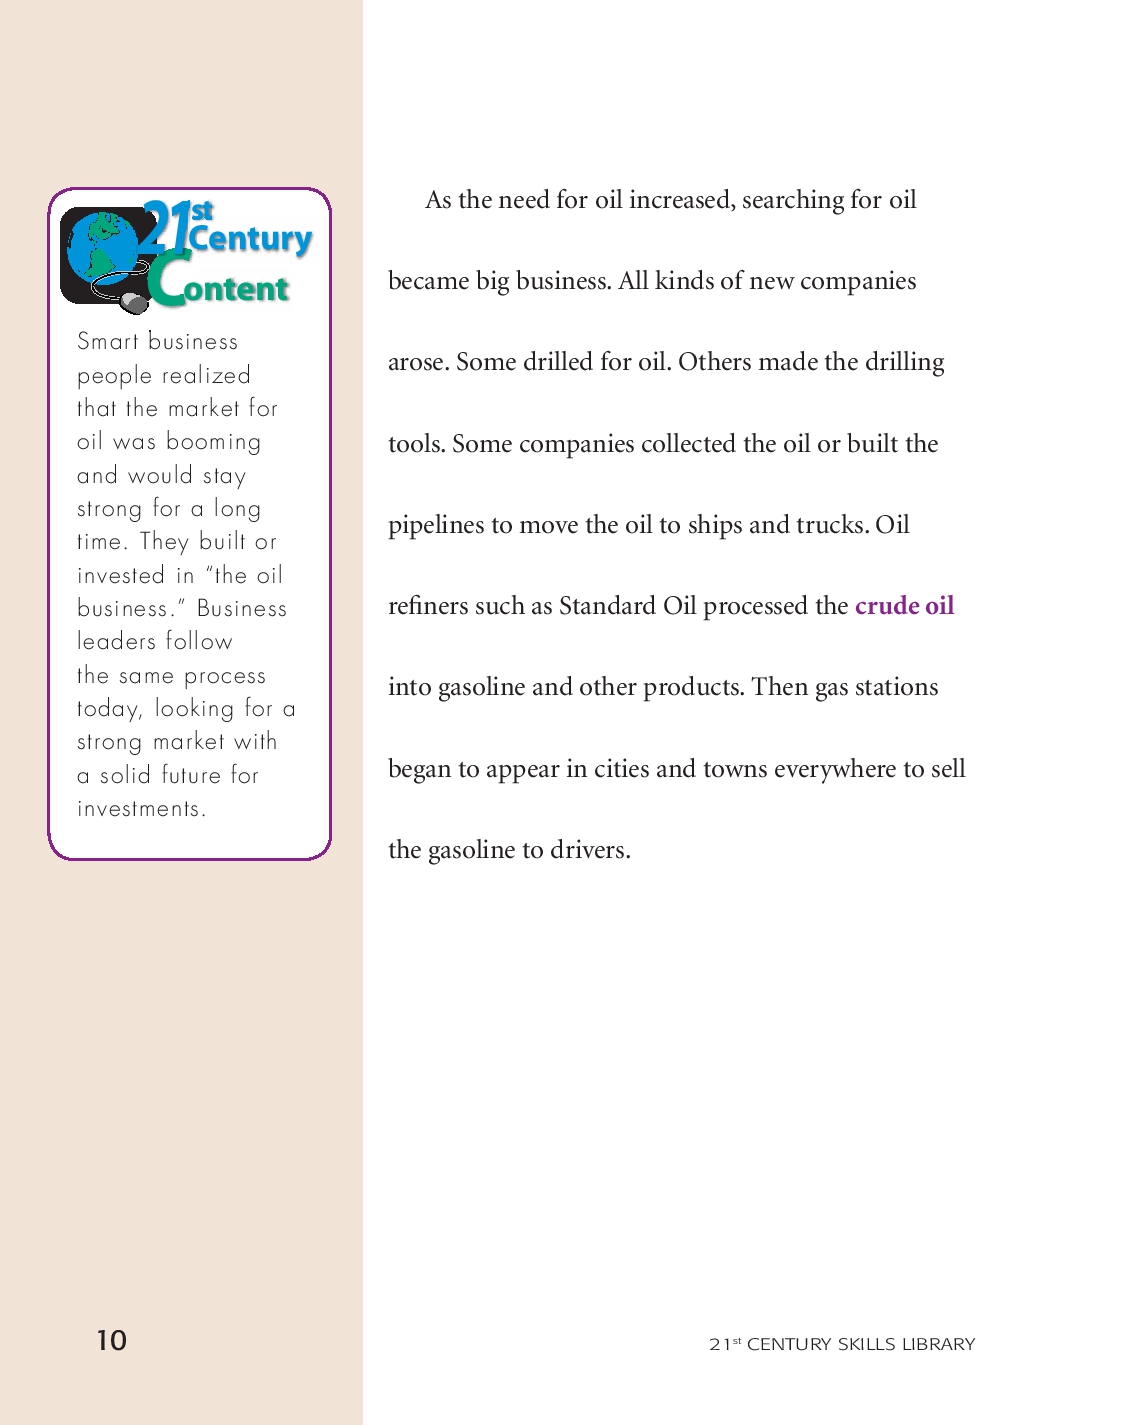 21st
Century
Content
Smart business
people realized
that the market for
oil was booming
and would stay
strong for a long
time. They built or
invested in “the oil
business.” Business
leaders follow
the same process
today, looking for a
strong market with
a solid future for
investments.
As the need for oil increased, searching for oil
became big business. All kinds of new companies
arose. Some drilled for oil. Others made the drilling
tools. Some companies collected the oil or built the
pipelines to move the oil to ships and trucks. Oil
refiners such as Standard Oil processed the crude oil
into gasoline and other products. Then gas stations
began to appear in cities and towns everywhere to sell
the gasoline to drivers.
10
21st CENTURY SKILLS LIBRARY